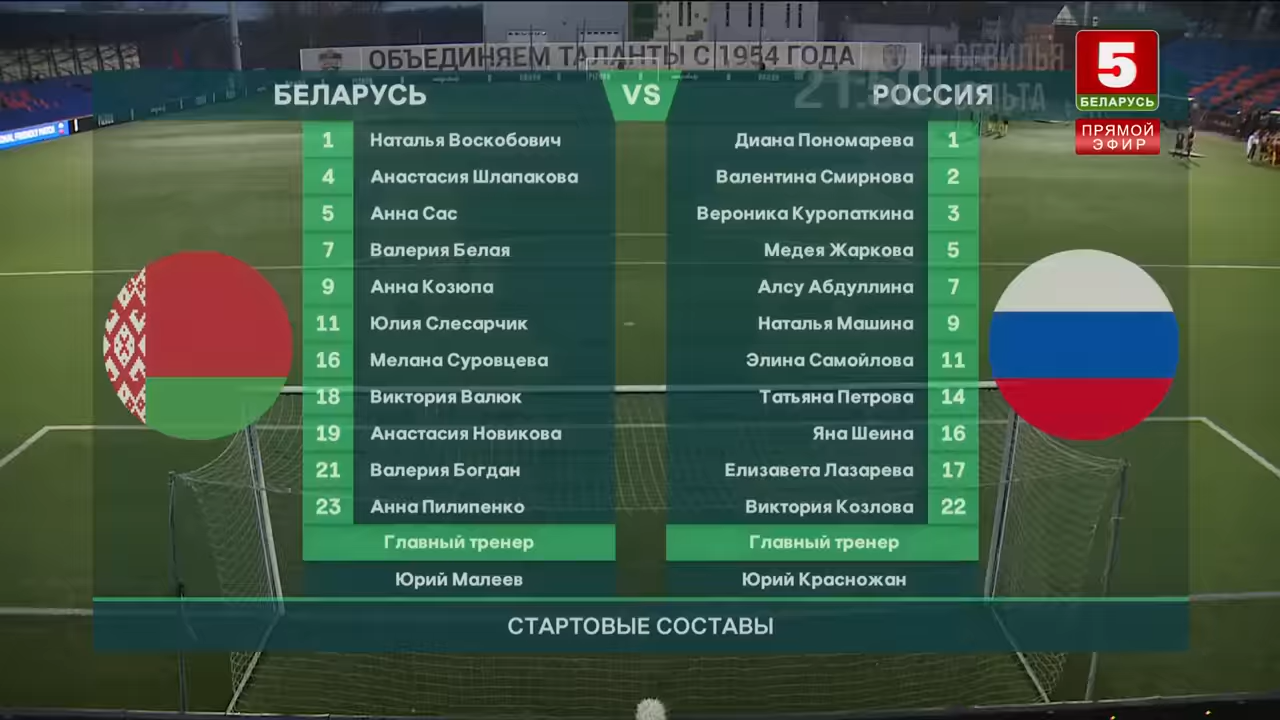 ОБЪЕДИНЯЕМ ТАЛАНТЫ С 1954 ГОДА
5
БЕЛАРУСЬ
ПРЯМОЙ
ЭФИР
БЕЛАРУСЬ VS РОССИЯ
1 Наталья Воскобович Диана Пономарева 1
4 Анастасия Шлапакова Валентина Смирнова 2
5 Анна Сас Вероника Куропаткина 3
7 Валерия Белая Медея Жаркова 5
9 Анна Козюпа Алсу Абдуллина 7
11 Юлия Слесарчик Наталья Машина 9
16 Мелана Суровцева Элина Самойлова 11
18 Виктория Валюк Татьяна Петрова 14
19 Анастасия Новикова Яна Шеина 16
21 Валерия Богдан Елизавета Лазарева 17
23 Анна Пилипенко Виктория Козлова 22
Главный тренер Главный тренер
Юрий Малеев Юрий Красножан
СТАРТОВЫЕ СОСТАВЫ